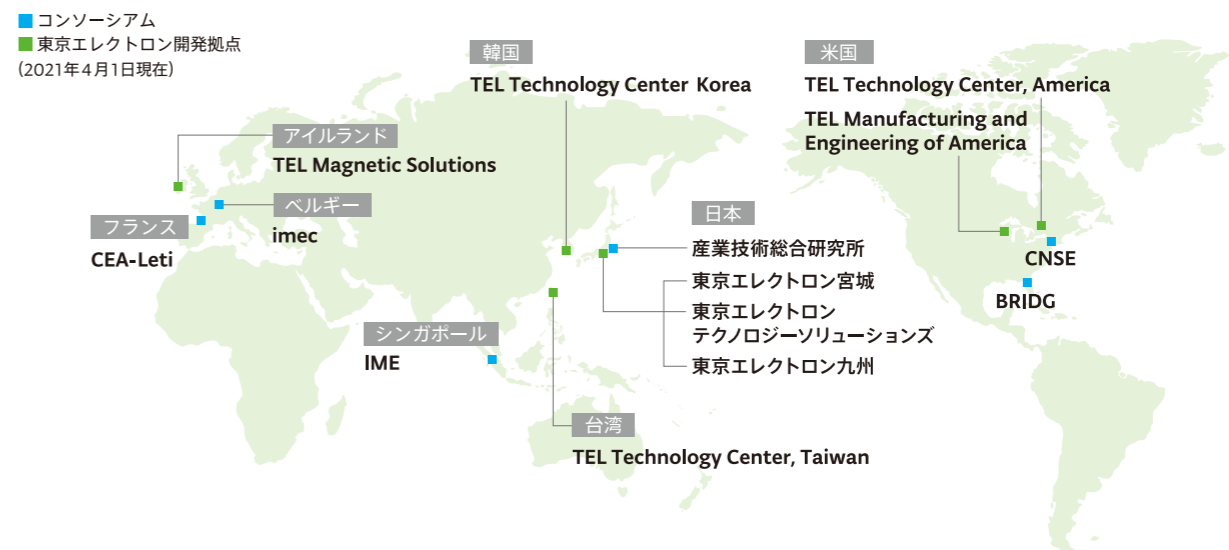 コンソーシアム
東京エレクトロン開発拠点
(2021年4月1日現在)
アイルランド
TEL Magnetic Solutions
フランス
CEA-Leti
ベルギー
imec
シンガポール
IME
韓国
TEL Technology Center Korea
台湾
TEL Technology Center, Taiwan
日本
産業技術総合研究所
東京エレクトロン宮城
東京エレクトロン
テクノロジーソリューションズ
東京エレクトロン九州
米国
TEL Technology Center, America
TEL Manufacturing and
Engineering of America
CNSE
BRIDG